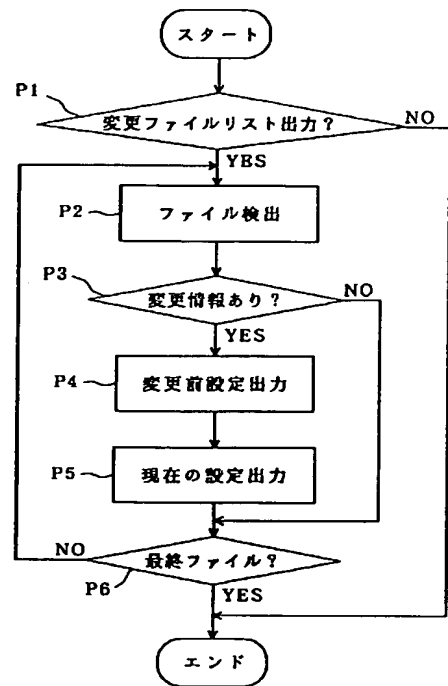 スタート
P1
変更ファイルリスト出力?
NO
YES
P2
ファイル検出
P3
変更情報あり?
NO
YES
P4
変更前設定出力
P5
現在の設定出力
NO
最終ファイル?
P6
YES
エンド